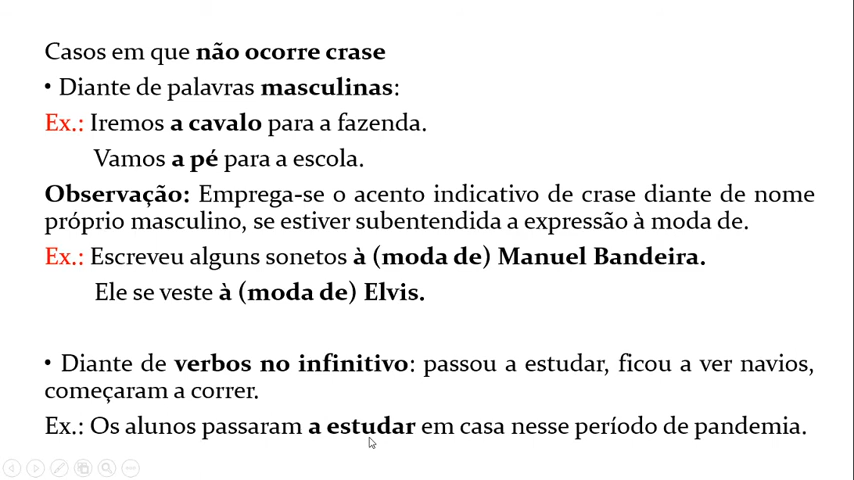 Casos em que não ocorre crase
• Diante de palavras masculinas:
Ex.: Iremos a cavalo para a fazenda.
Vamos a pé para a escola.
Observação: Emprega-se o acento indicativo de crase diante de nome
próprio masculino, se estiver subentendida a expressão à moda de.
Ex.: Escreveu alguns sonetos à (moda de) Manuel Bandeira.
Ele se veste à (moda de) Elvis.
• Diante de verbos no infinitivo: passou a estudar, ficou a ver navios,
começaram a correr.
Ex.: Os alunos passaram a estudar em casa nesse período de pandemia.